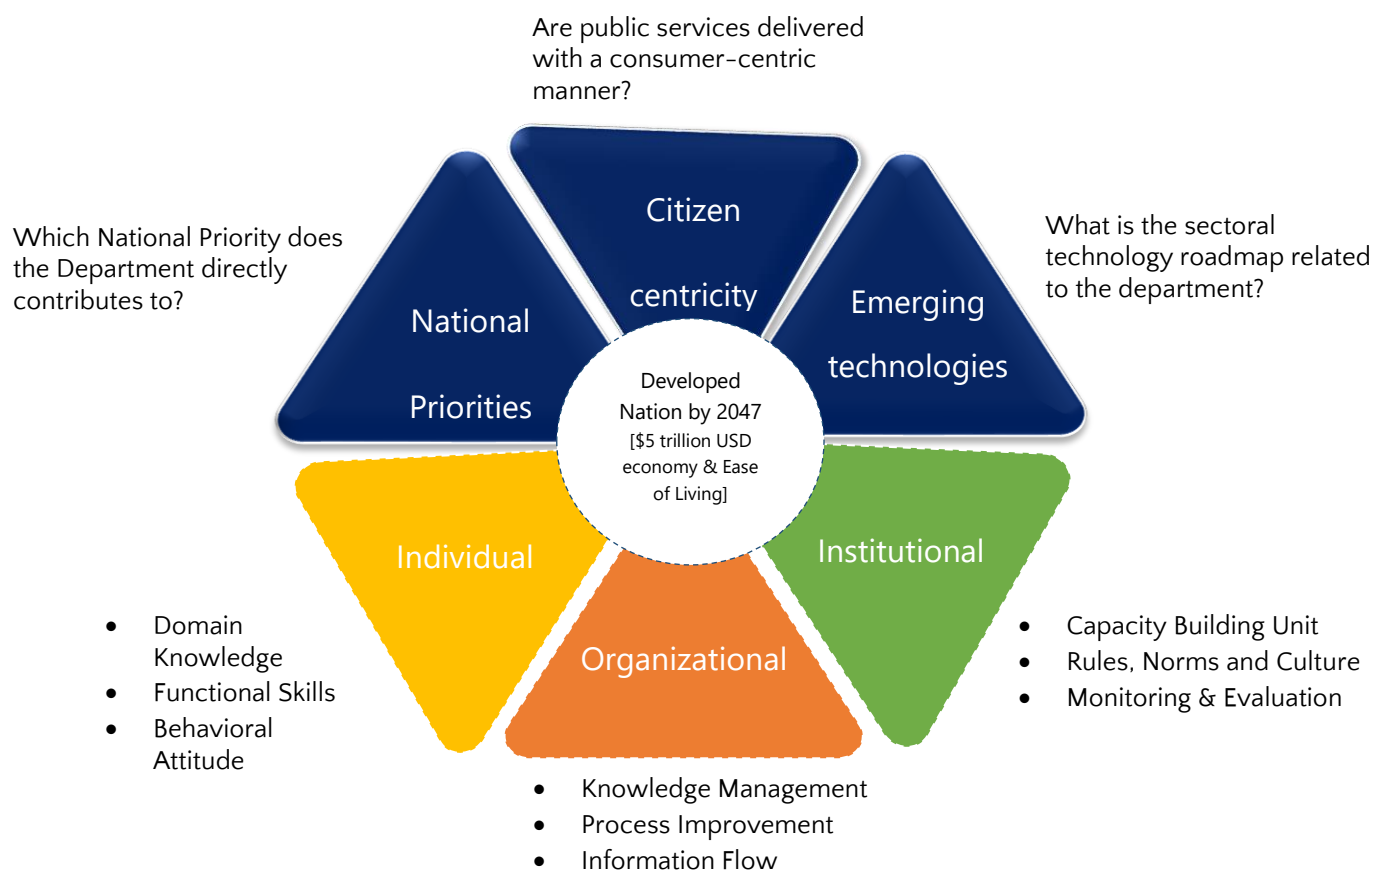 Are public services delivered
with a consumer-centric
manner?
Citizen
centricity
Which National Priority does
the Department directly
contributes to?
National
Priorities
What is the sectoral
technology roadmap related
to the department?
Emerging
technologies
Developed
Nation by 2047
[$5 trillion USD
economy & Ease
of Living]
Individual
• Domain
Knowledge
• Functional Skills
• Behavioral
Attitude
Organizational
• Knowledge Management
• Process Improvement
• Information Flow
Institutional
• Capacity Building Unit
• Rules, Norms and Culture
• Monitoring & Evaluation